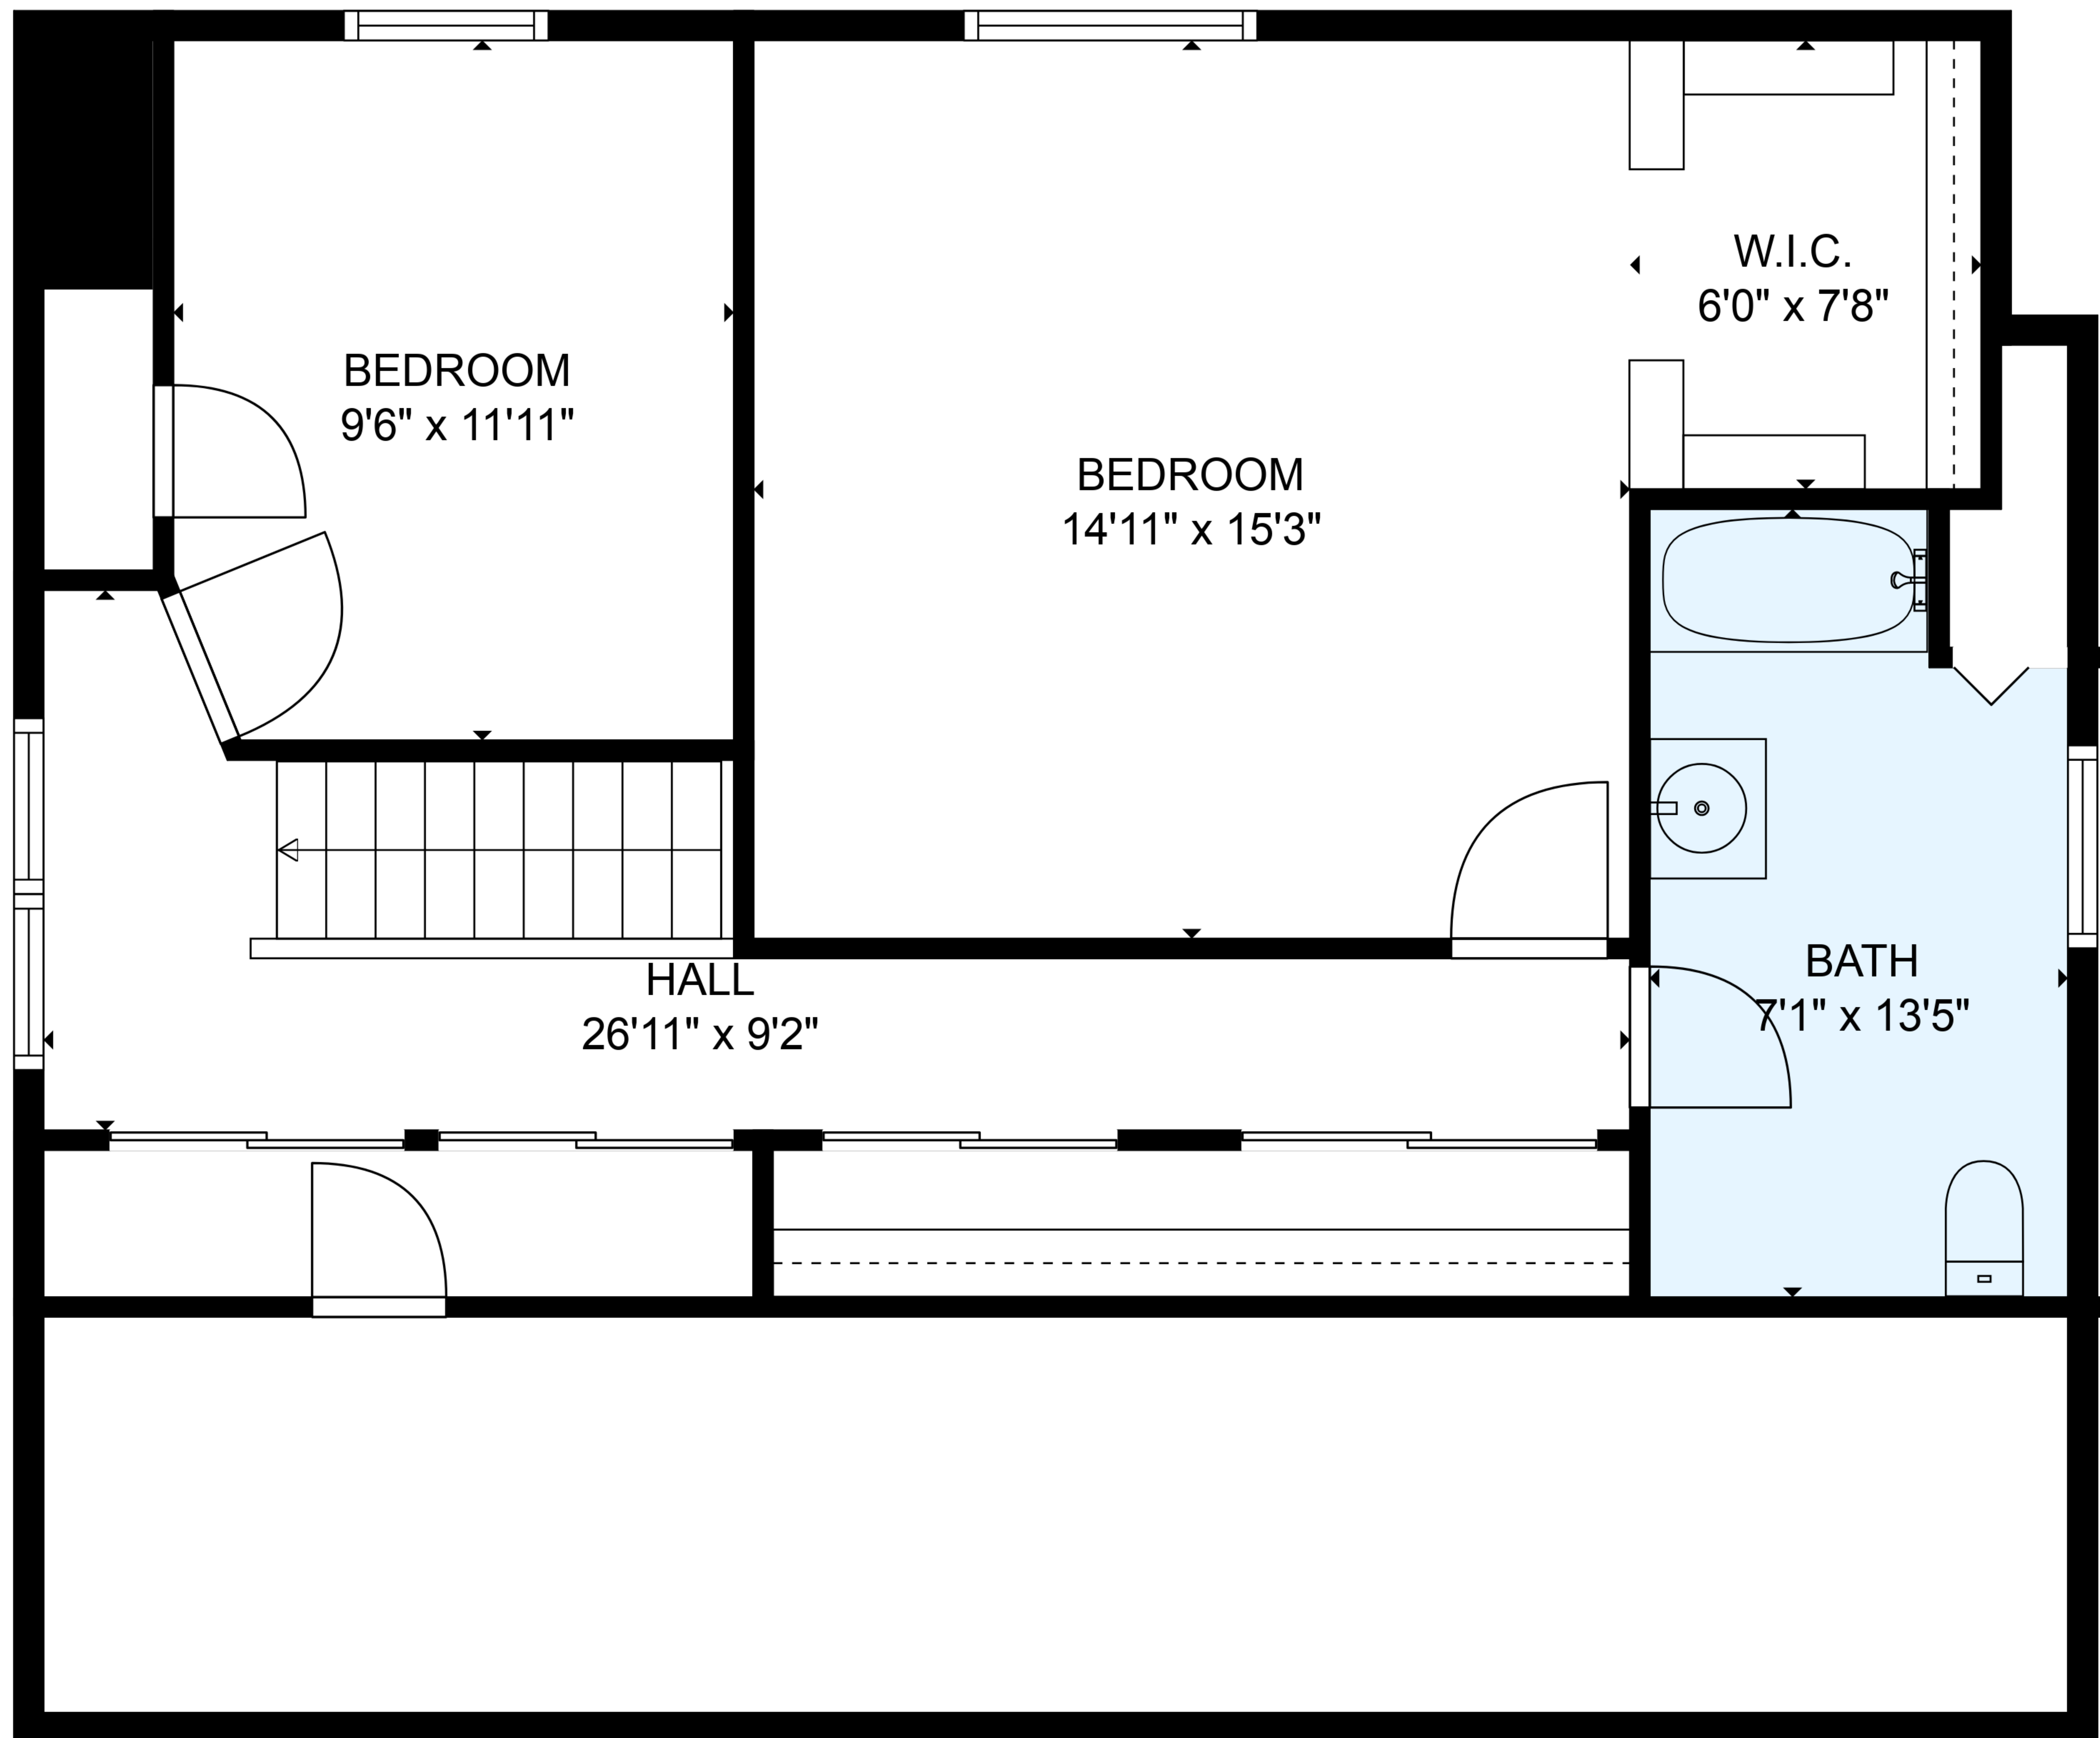 W.I.C.
6'0" x 7'8"
BEDROOM
9'6" x 11'11"
BEDROOM
14'11" x 15'3"
HALL
26'11" x 9'2"
BATH
7'1" x 13'5"